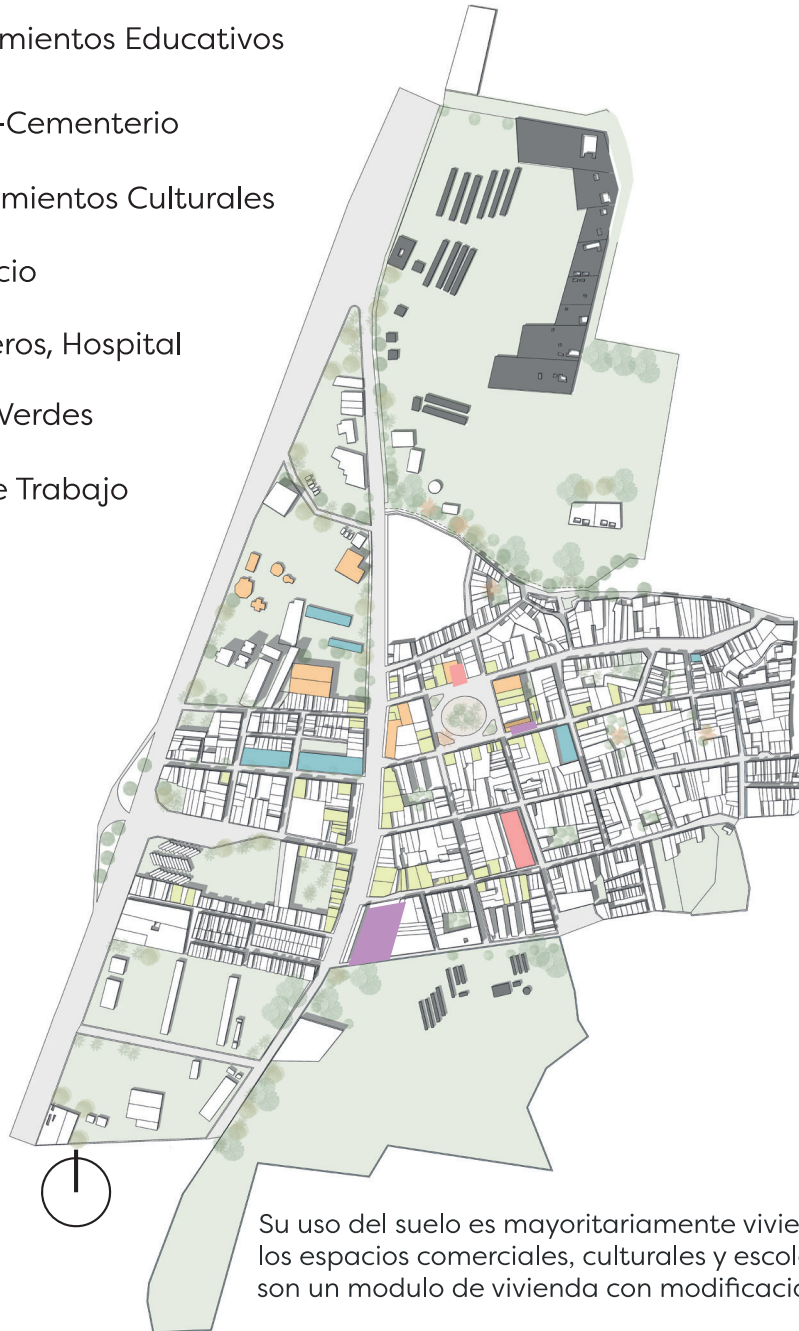 mientos Educativos
-Cementerio
mientos Culturales
cio
eros, Hospital
Verdes
e Trabajo
Su uso del suelo es mayoritariamente vivie
los espacios comerciales, culturales y escol
son un modulo de vivienda con modificacio